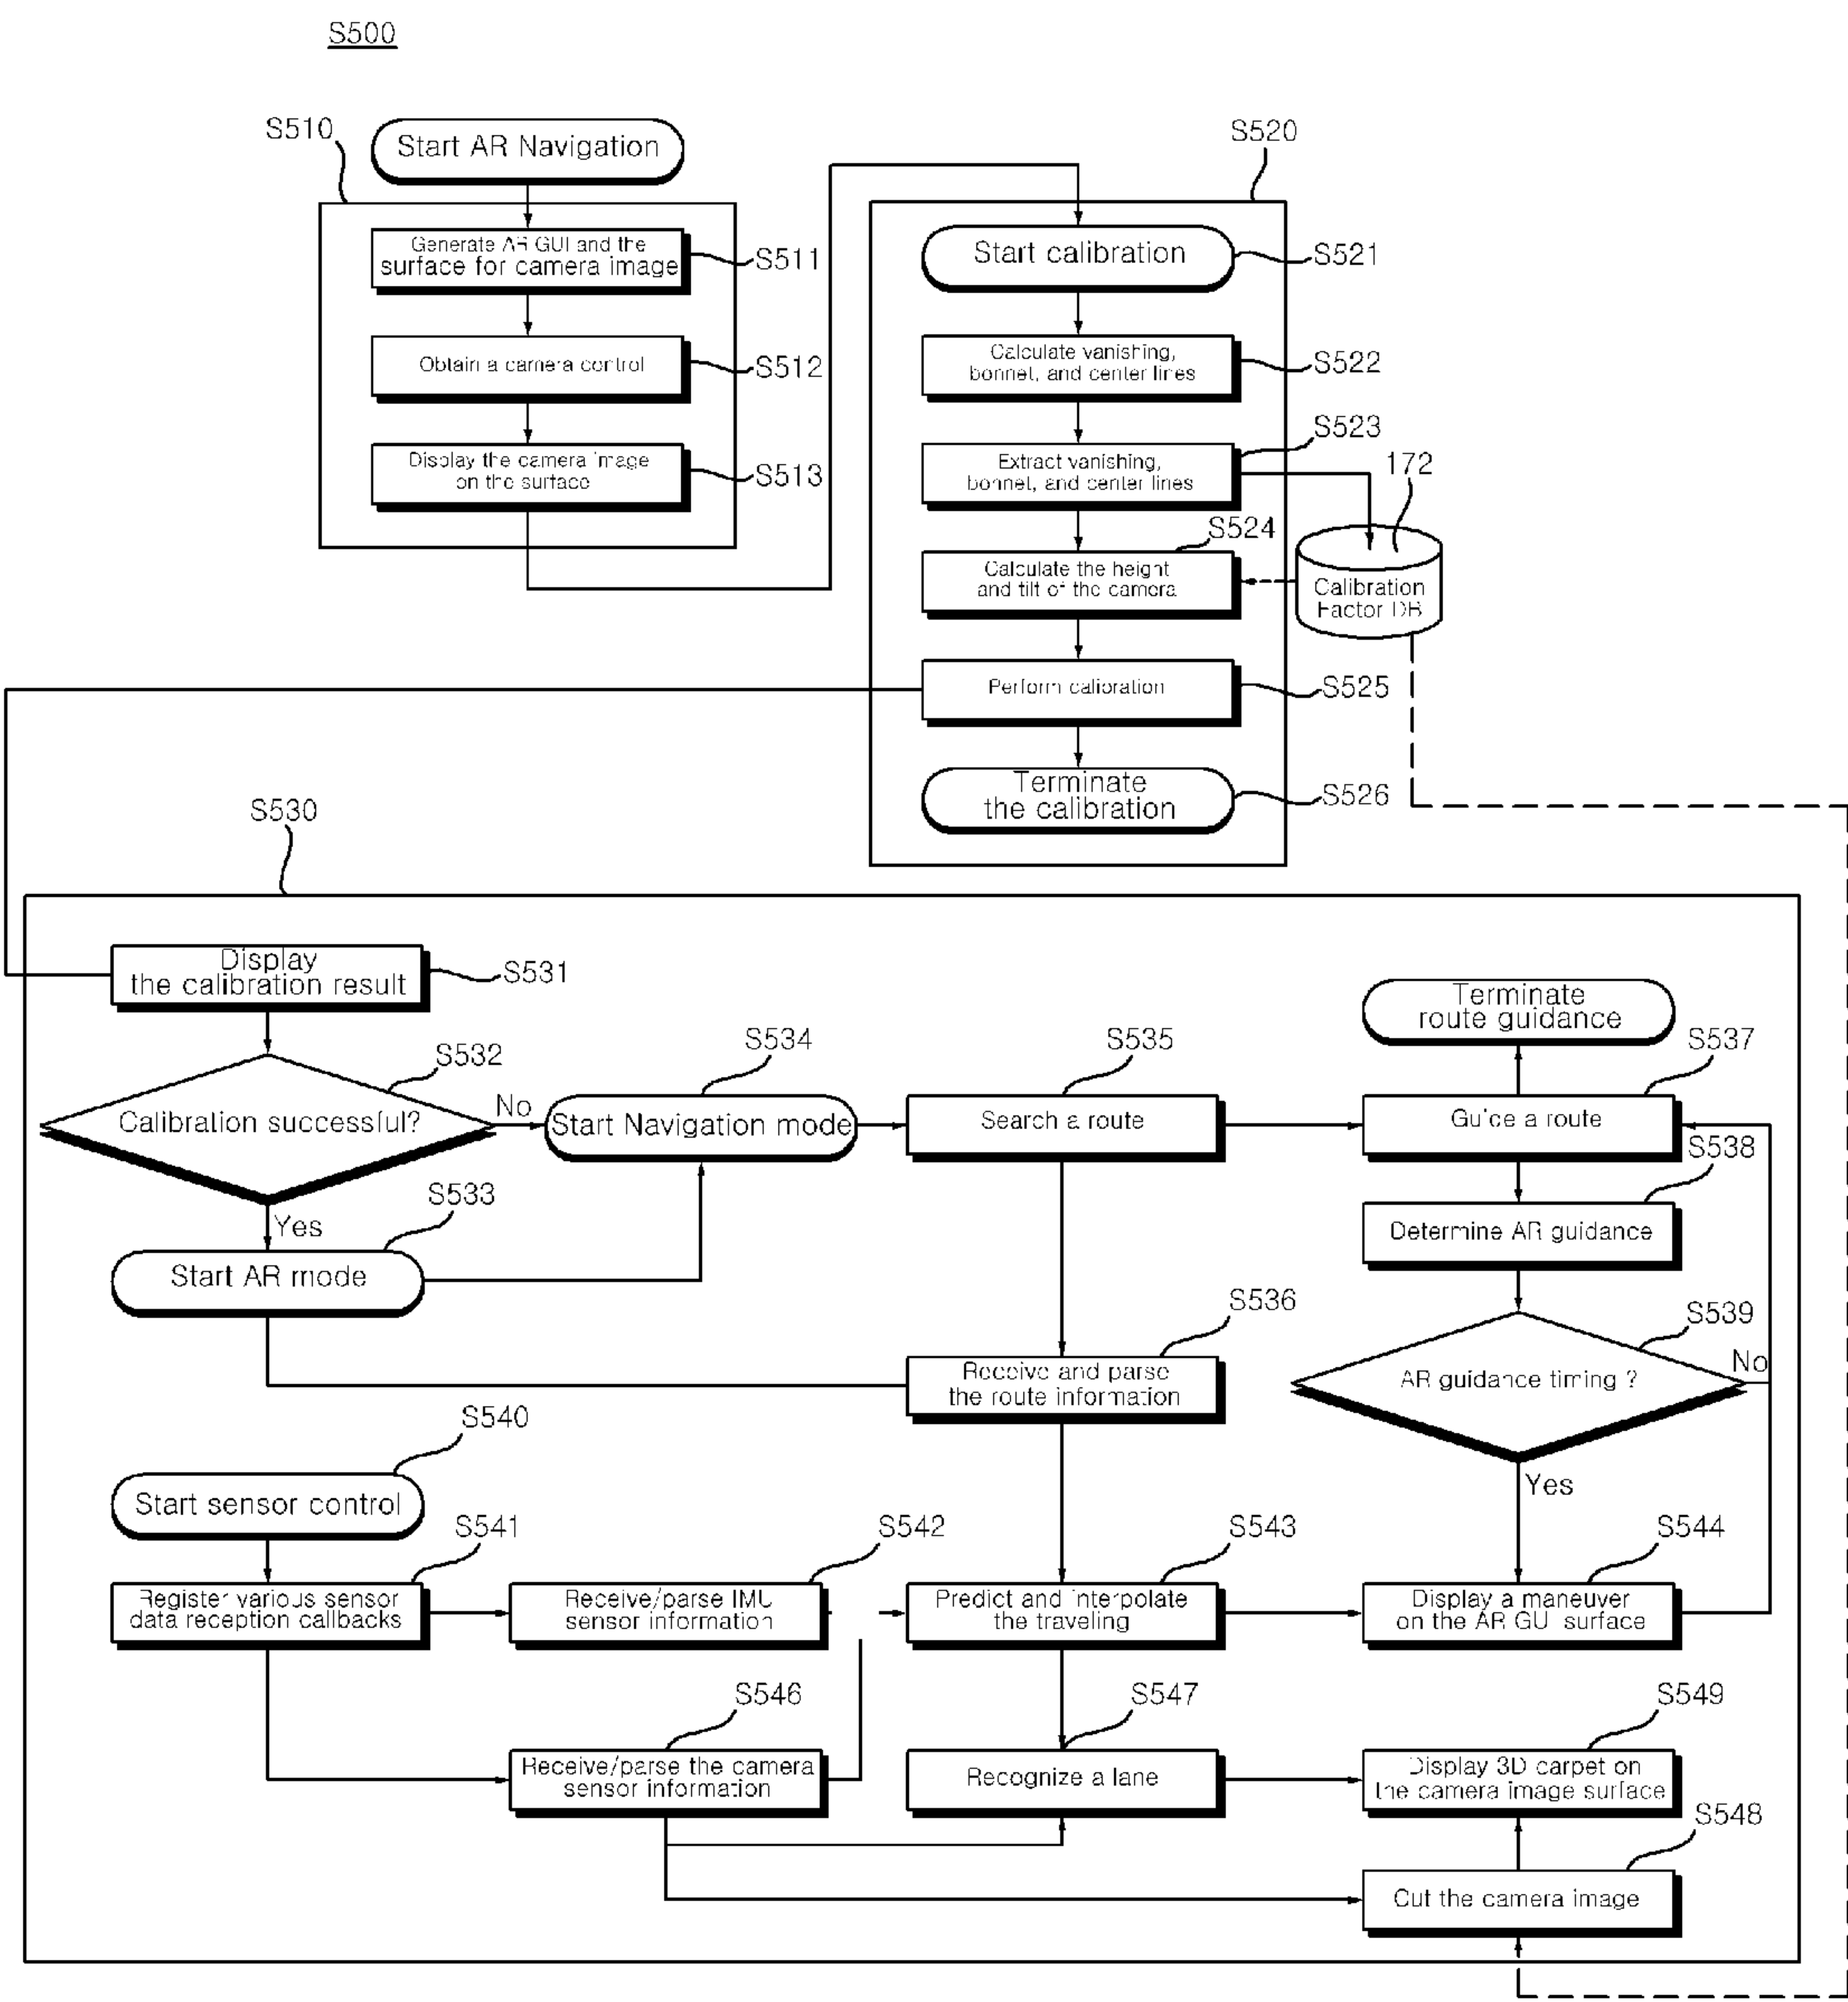 S500
S510
Start AR Navigation
Generate AR GUI and the
surface for camera image
S511
Obtain a camera control
S512
Display the camera image
on the surface
S513
S520
Start calibration
S521
Calculate vanishing,
bonnet, and center lines
S522
Extract vanishing,
bonnet, and center lines
S523
172
S524
Calculate the height
and tilt of the camera
Calibration
Factor DB
Perform calibration
S525
Terminate
the calibration
S526
S530
Display
the calibration result
S531
S532
Calibration successful?
No
Yes
S533
Start AR mode
S534
Start Navigation mode
S535
Search a route
Terminate
route guidance
S537
Guide a route
S538
Determine AR guidance
S536
Receive and parse
the route information
S539
AR guidance timing ?
No
Yes
S540
Start sensor control
S541
Register various sensor
data reception callbacks
S542
Receive/parse IMU
sensor information
S543
Predict and interpolate
the traveling
S544
Display a maneuver
on the AR GUI surface
S546
Receive/parse the camera
sensor information
S547
Recognize a lane
S549
Display 3D carpet on
the camera image surface
S548
Cut the camera image